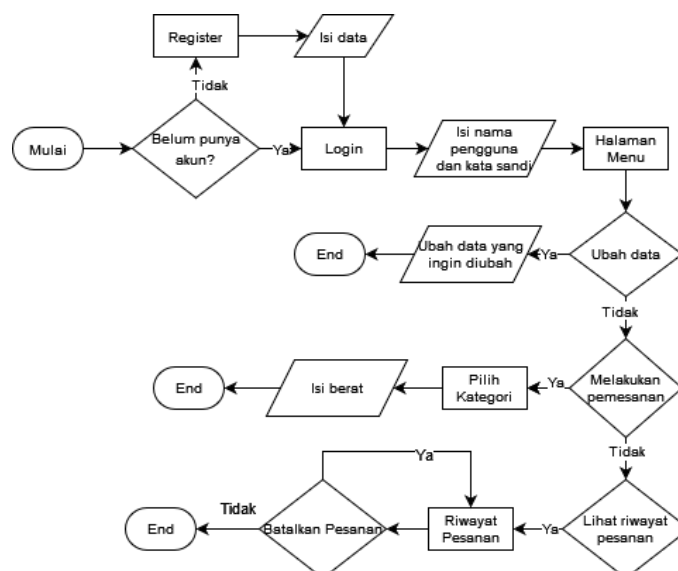 Register
Isi data
Tidak
Mulai
Belum punya
akun?
Ya
Login
Isi nama
pengguna
dan kata sandi
Halaman
Menu
End
Ubah data yang
ingin diubah
Ya
Ubah data
Tidak
End
Isi berat
Pilih
Kategori
Ya
Melakukan
pemesanan
Tidak
Ya
End
Tidak
Batalkan Pesanan
Riwayat
Pesanan
Ya
Lihat riwayat
pesanan